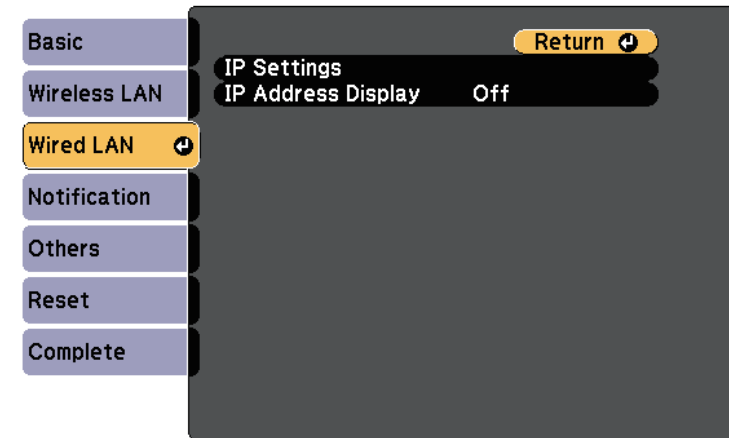 Basic
Wireless LAN
Wired LAN
Notification
Others
Reset
Complete
Return
IP Settings
IP Address Display Off